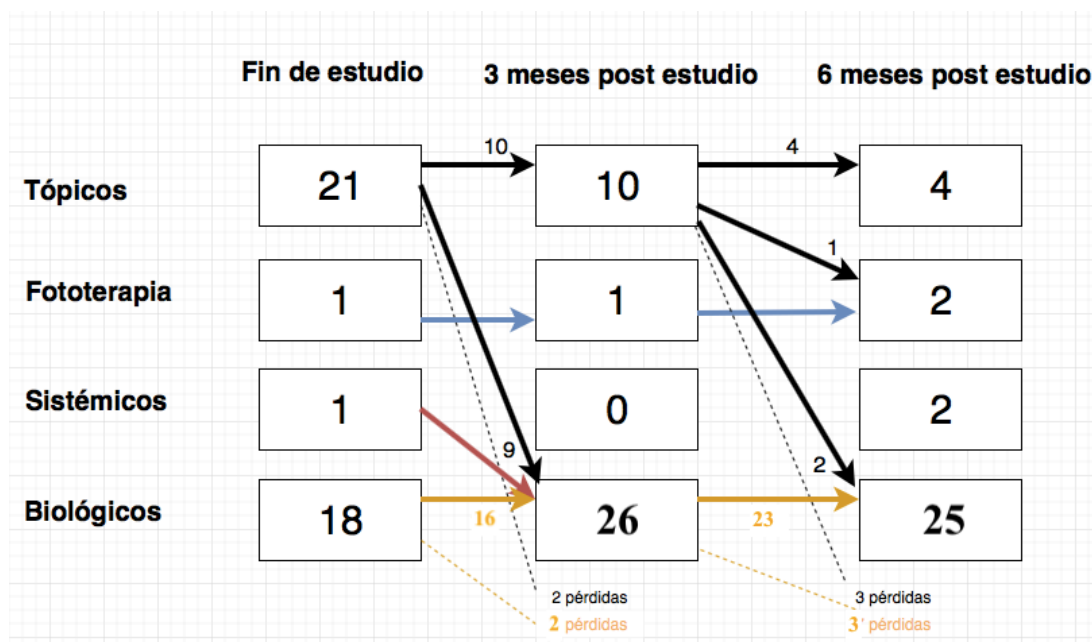 Fin de estudio
3 meses post estudio
6 meses post estudio
10
4
Tópicos
21
10
4
1
Fototerapia
1
1
2
Sistémicos
1
0
2
9
2
Biológicos
18
16
26
23
25
2 pérdidas
3 pérdidas
2 pérdidas
3 pérdidas